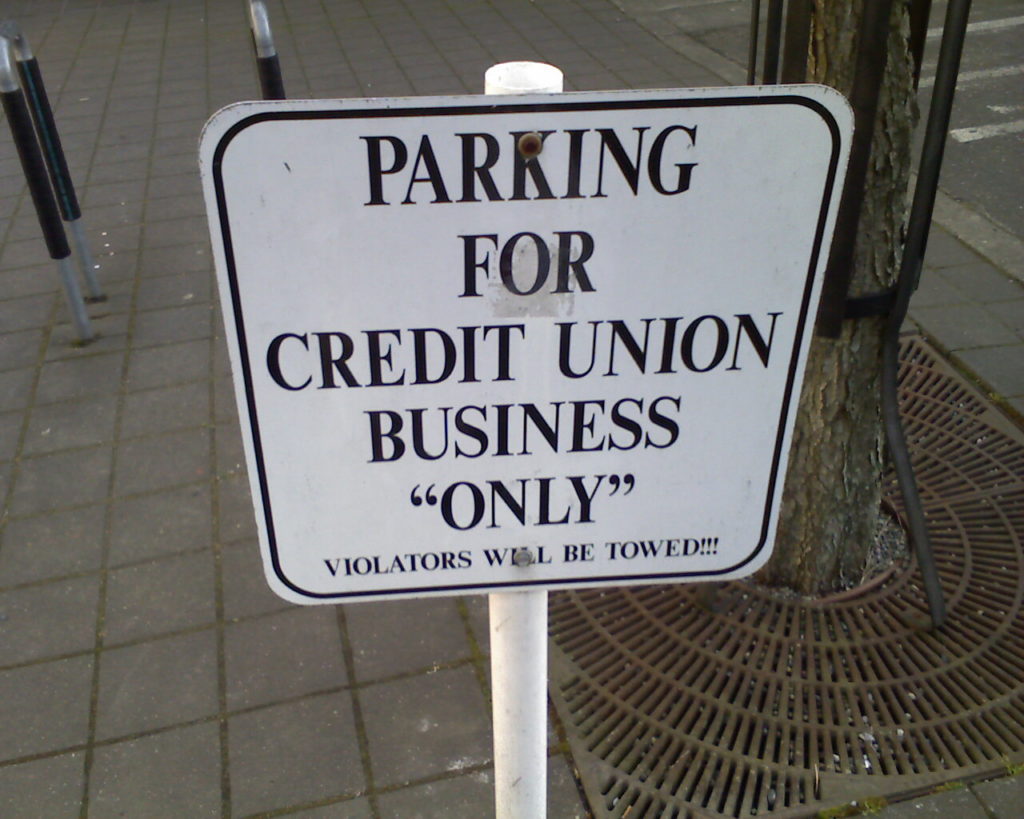 PARKING
FOR
CREDIT UNION
BUSINESS
“ONLY”
VIOLATORS WILL BE TOWED!!!